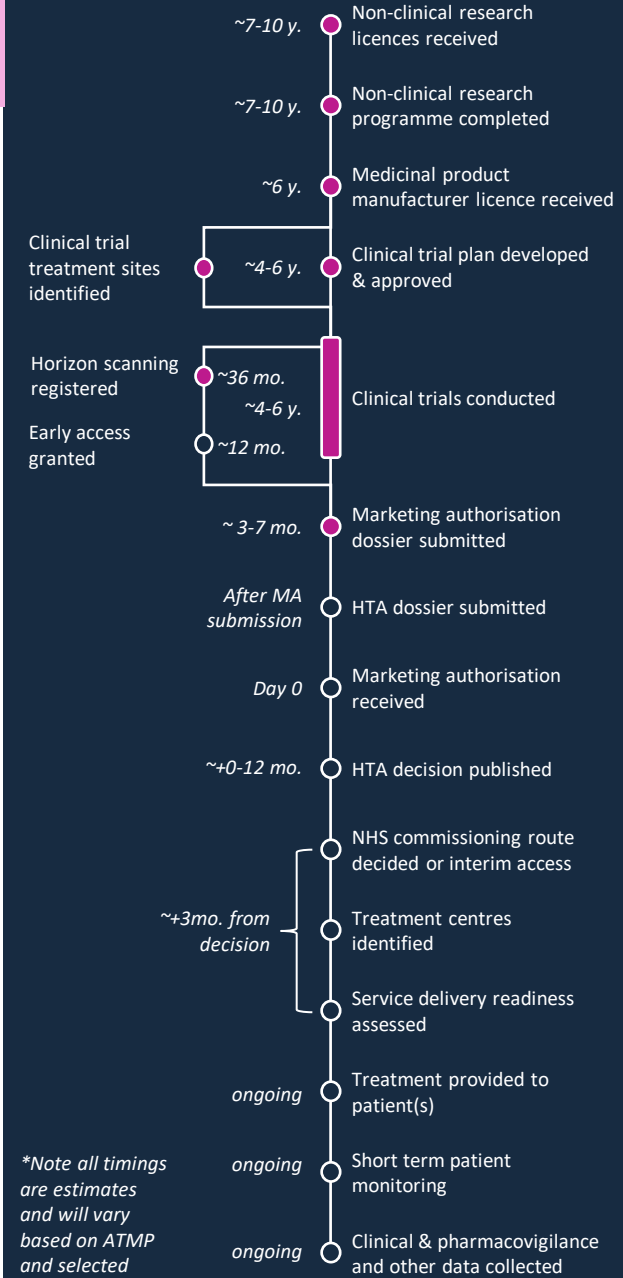 ~7-10 y.
Non-clinical research
licences received
~7-10 y.
Non-clinical research
programme completed
~6 y.
Medicinal product
manufacturer licence received
Clinical trial
treatment sites
identified
~4-6 y.
Clinical trial plan developed
& approved
Horizon scanning
registered
~36 mo.
~4-6 y.
Clinical trials conducted
Early access
granted
~12 mo.
~ 3-7 mo.
Marketing authorisation
dossier submitted
After MA
submission
HTA dossier submitted
Day 0
Marketing authorisation
received
~+0-12 mo.
HTA decision published
NHS commissioning route
decided or interim access
~+3mo. from
decision
Treatment centres
identified
Service delivery readiness
assessed
ongoing
Treatment provided to
patient(s)
ongoing
Short term patient
monitoring
ongoing
Clinical & pharmacovigilance
and other data collected
*Note all timings
are estimates
and will vary
based on ATMP
and selected